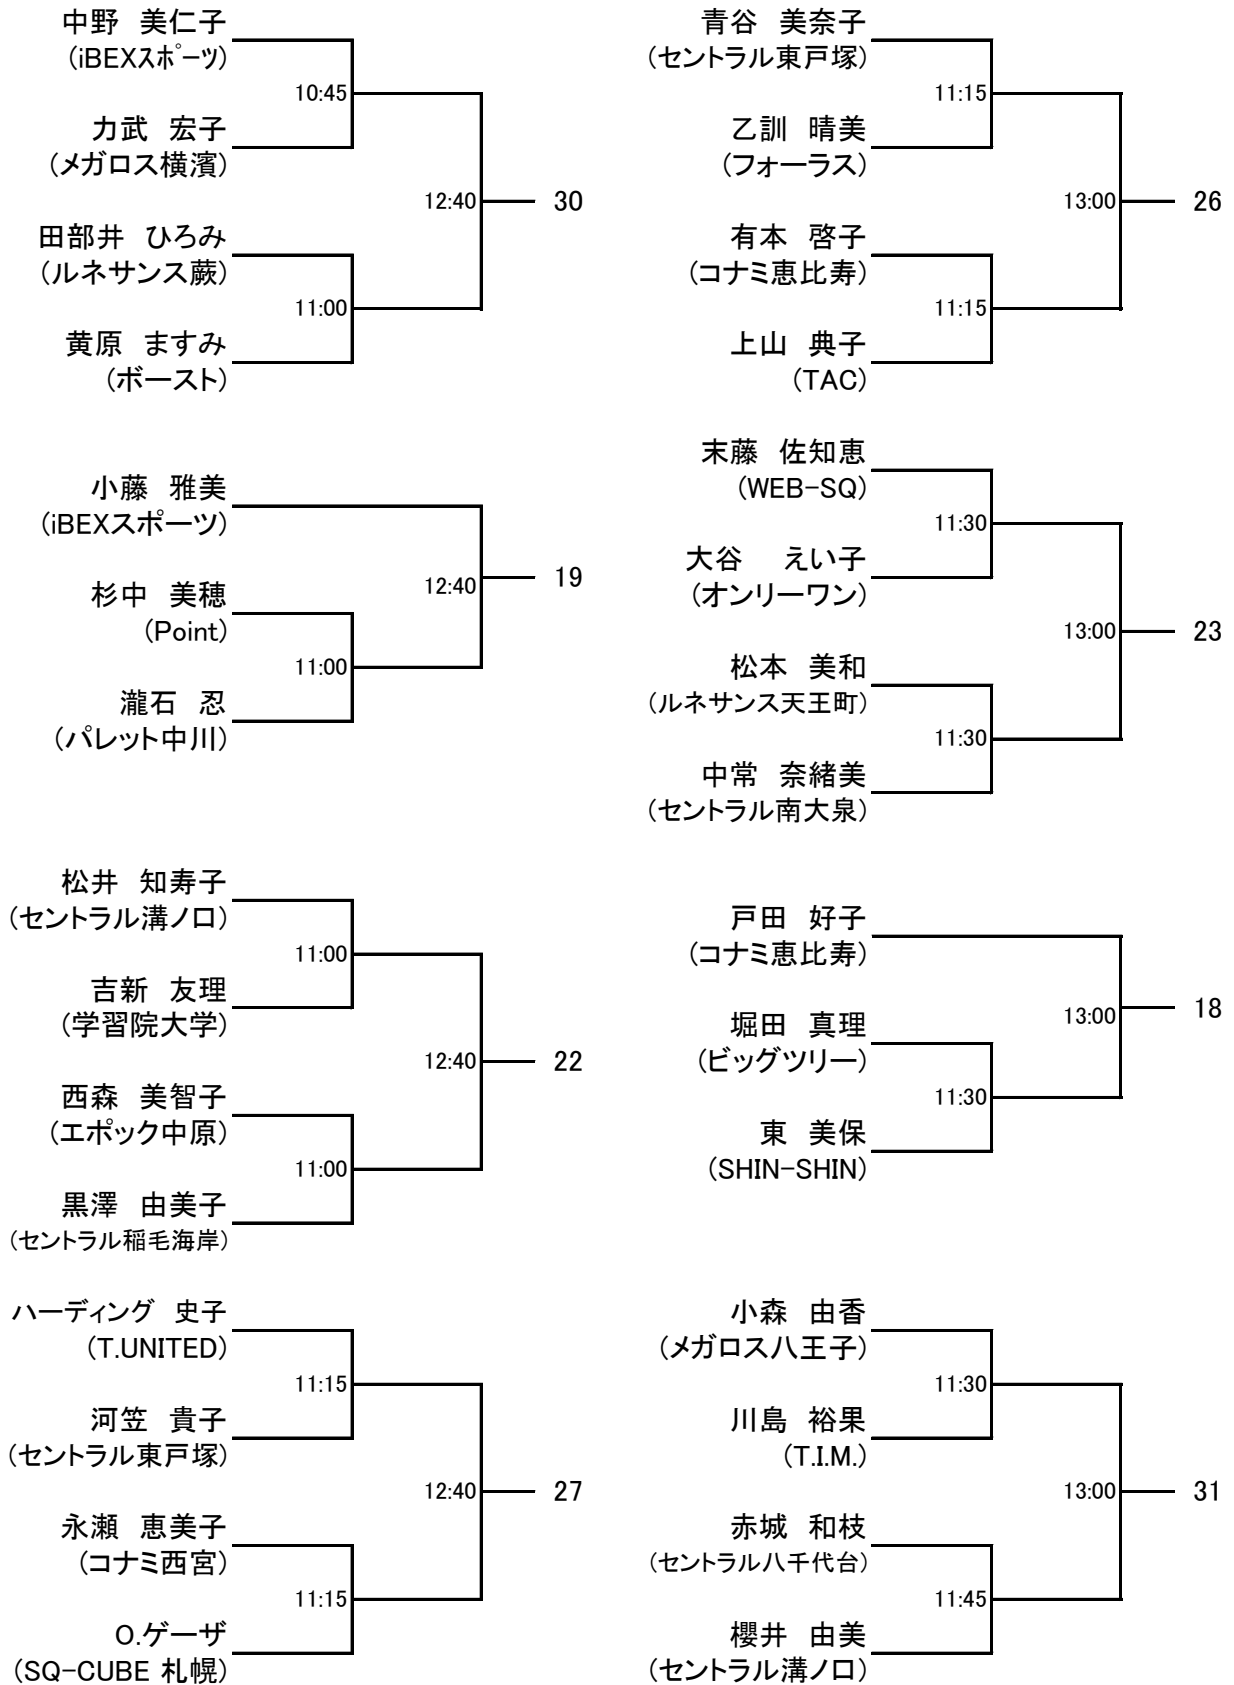 中野 美仁子
(iBEXｽﾎﾟｰﾂ)
10:45
力武 宏子
(メガロス横濱)
12:40
30
田部井 ひろみ
(ルネサンス蕨)
11:00
黄原 ますみ
(ボースト)
小藤 雅美
(iBEXスポーツ)
12:40
19
杉中 美穂
(Point)
11:00
瀧石 忍
(パレット中川)
松井 知寿子
(セントラル溝ノ口)
11:00
吉新 友理
(学習院大学)
12:40
22
西森 美智子
(エポック中原)
11:00
黒澤 由美子
(セントラル稲毛海岸)
ハーディング 史子
(T.UNITED)
11:15
河笠 貴子
(セントラル東戸塚)
12:40
27
永瀬 恵美子
(コナミ西宮)
11:15
O.ゲーザ
(SQ-CUBE 札幌)
青谷 美奈子
(セントラル東戸塚)
11:15
乙訓 晴美
(フォーラス)
13:00
26
有本 啓子
(コナミ恵比寿)
11:15
上山 典子
(TAC)
末藤 佐知恵
(WEB-SQ)
11:30
大谷 えい子
(オンリーワン)
13:00
23
松本 美和
(ルネサンス天王町)
11:30
中常 奈緒美
(セントラル南大泉)
戸田 好子
(コナミ恵比寿)
13:00
18
堀田 真理
(ビッグツリー)
11:30
東 美保
(SHIN-SHIN)
小森 由香
(メガロス八王子)
11:30
川島 裕果
(T.I.M.)
13:00
31
赤城 和枝
(セントラル八千代台)
11:45
櫻井 由美
(セントラル溝ノ口)